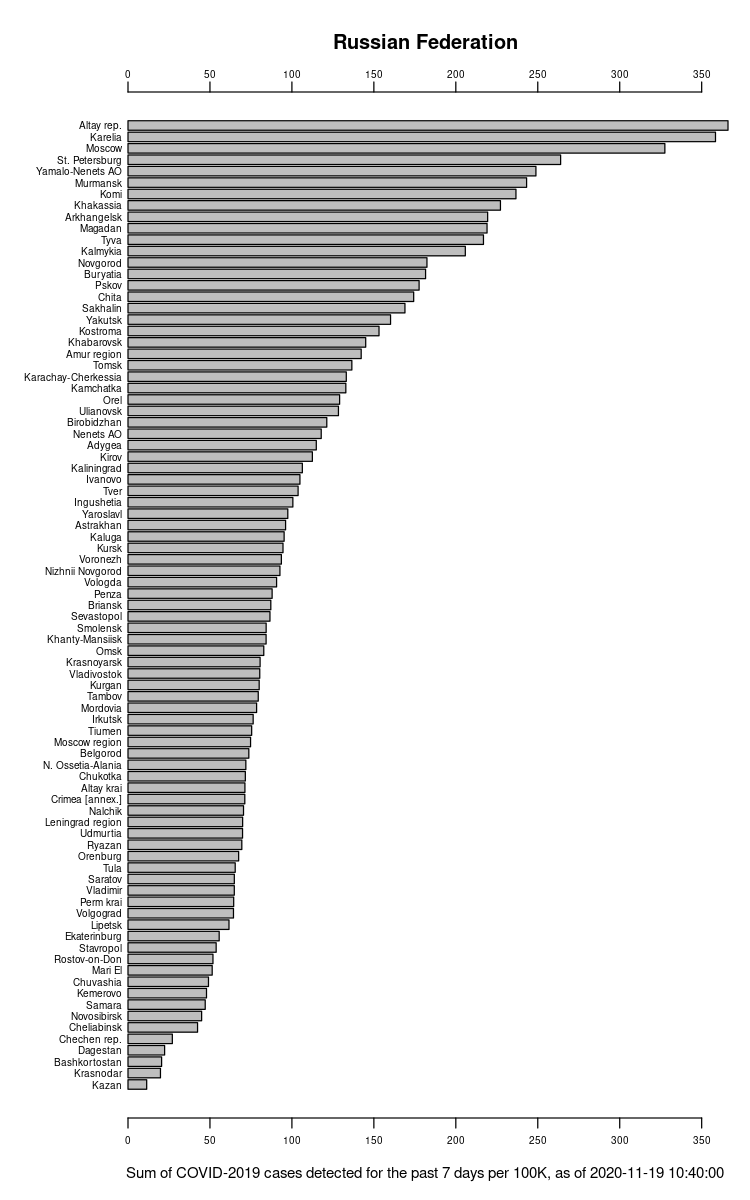 Russian Federation
0 50 100 150 200 250 300 350
Altay rep.
Karelia
Moscow
St. Petersburg
Yamalo-Nenets AO
Murmansk
Komi
Khakassia
Arkhangelsk
Magadan
Tyva
Kalmykia
Novgorod
Buryatia
Pskov
Chita
Sakhalin
Yakutsk
Kostroma
Khabarovsk
Amur region
Tomsk
Karachay-Cherkessia
Kamchatka
Orel
Ulianovsk
Birobidzhan
Nenets AO
Adygea
Kirov
Kaliningrad
Ivanovo
Tver
Ingushetia
Yaroslavl
Astrakhan
Kaluga
Kursk
Voronezh
Nizhnii Novgorod
Vologda
Penza
Briansk
Sevastopol
Smolensk
Khanty-Mansiisk
Omsk
Krasnoyarsk
Vladivostok
Kurgan
Tambov
Mordovia
Irkutsk
Tiumen
Moscow region
Belgorod
N. Ossetia-Alania
Chukotka
Altay krai
Crimea [annex.]
Nalchik
Leningrad region
Udmurtia
Ryazan
Orenburg
Tula
Saratov
Vladimir
Perm krai
Volgograd
Lipetsk
Ekaterinburg
Stavropol
Rostov-on-Don
Mari El
Chuvashia
Kemerovo
Samara
Novosibirsk
Cheliabinsk
Chechen rep.
Dagestan
Bashkortostan
Krasnodar
Kazan
0 50 100 150 200 250 300 350
Sum of COVID-2019 cases detected for the past 7 days per 100K, as of 2020-11-19 10:40:00